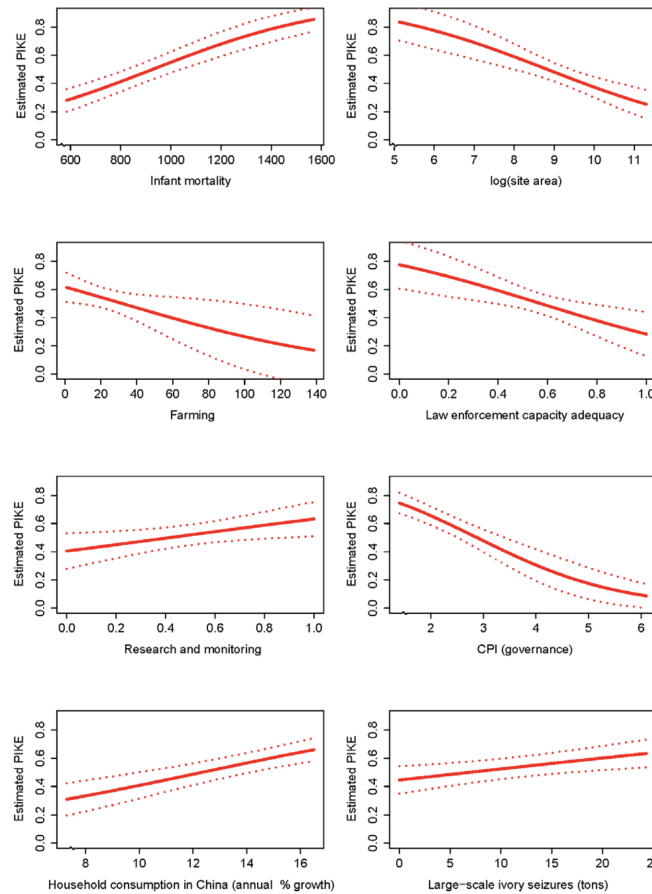 Estimated PIKE
0.0 0.2 0.4 0.6 0.8
600 800 1000 1200 1400 1600
Infant mortality
Estimated PIKE
0.0 0.2 0.4 0.6 0.8
5 6 7 8 9 10 11
log(site area)
Estimated PIKE
0.0 0.2 0.4 0.6 0.8
0 20 40 60 80 100 120 140
Farming
Estimated PIKE
0.0 0.2 0.4 0.6 0.8
0.0 0.2 0.4 0.6 0.8 1.0
Law enforcement capacity adequacy
Estimated PIKE
0.0 0.2 0.4 0.6 0.8
0.0 0.2 0.4 0.6 0.8 1.0
Research and monitoring
Estimated PIKE
0.0 0.2 0.4 0.6 0.8
2 3 4 5 6
CPI (governance)
Estimated PIKE
0.0 0.2 0.4 0.6 0.8
8 10 12 14 16
Household consumption in China (annual % growth)
Estimated PIKE
0.0 0.2 0.4 0.6 0.8
0 5 10 15 20
Large-scale ivory seizures (tons)